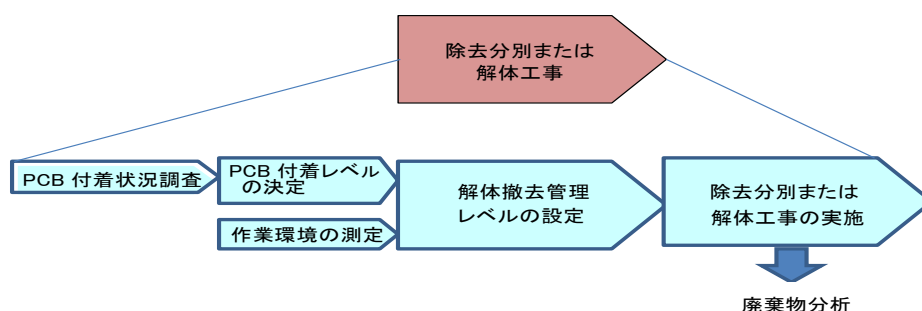 除去分別または
解体工事
PCB 付着状況調査
PCB 付着レベル
の決定
作業環境の測定
解体撤去管理
レベルの設定
除去分別または
解体工事の実施
廃棄物分析